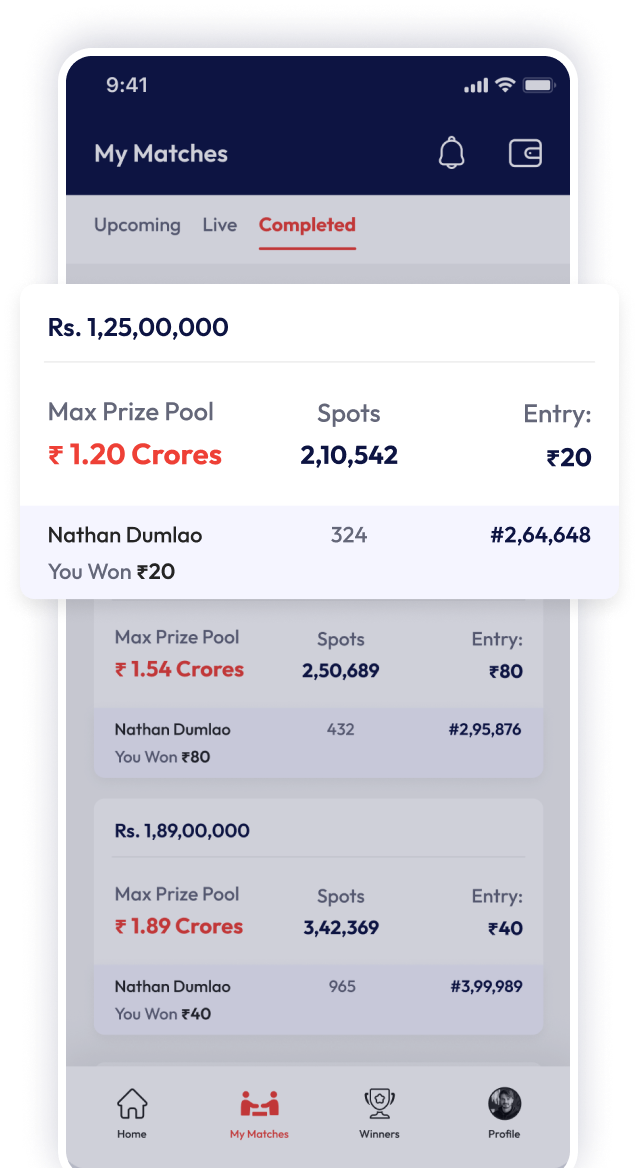 9:41
My Matches
Upcoming Live Completed
Rs. 1,25,00,000
Max Prize Pool Spots Entry:
₹ 1.20 Crores 2,10,542 ₹20
Nathan Dumlao 324 #2,64,648
You Won ₹20
Max Prize Pool Spots Entry:
₹ 1.54 Crores 2,50,689 ₹80
Nathan Dumlao 432 #2,95,876
You Won ₹80
Rs. 1,89,00,000
Max Prize Pool Spots Entry:
₹ 1.89 Crores 3,42,369 ₹40
Nathan Dumlao 965 #3,99,989
You Won ₹40
Home My Matches Winners Profile